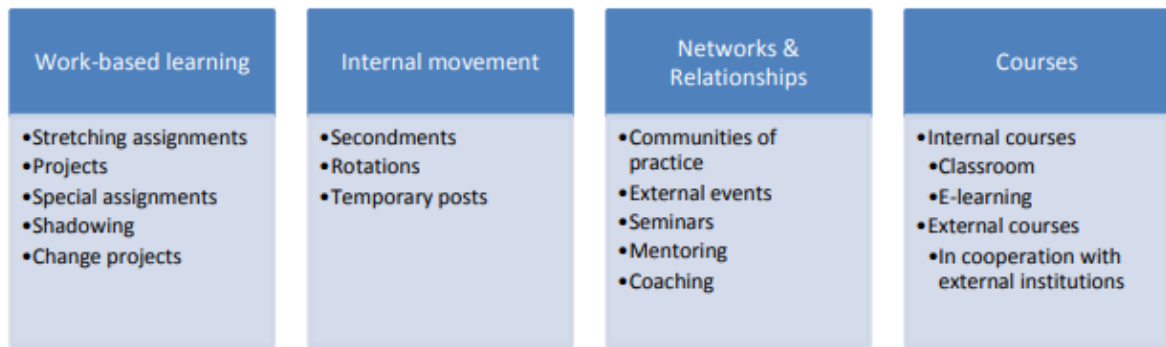 Work-based learning
•Stretching assignments
•Projects
•Special assignments
•Shadowing
•Change projects
Internal movement
•Secondments
•Rotations
•Temporary posts
Networks &
Relationships
•Communities of
practice
•External events
•Seminars
•Mentoring
•Coaching
Courses
•Internal courses
•Classroom
•E-learning
•External courses
•In cooperation with
external institutions